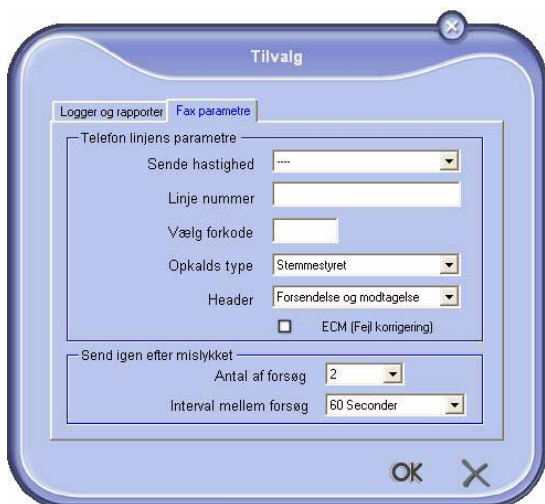 Tilvalg
Logger og rapporter Fax parametre
Telefon linjens parametre
Sende hastighed ----
Linje nummer
Vælg forkode
Opkalds type Stemmestyret
Header Forsendelse og modtagelse
ECM (Fejl korrigering)
Send igen efter mislykket
Antal af forsøg 2
Interval mellem forsøg 60 Seconder
OK